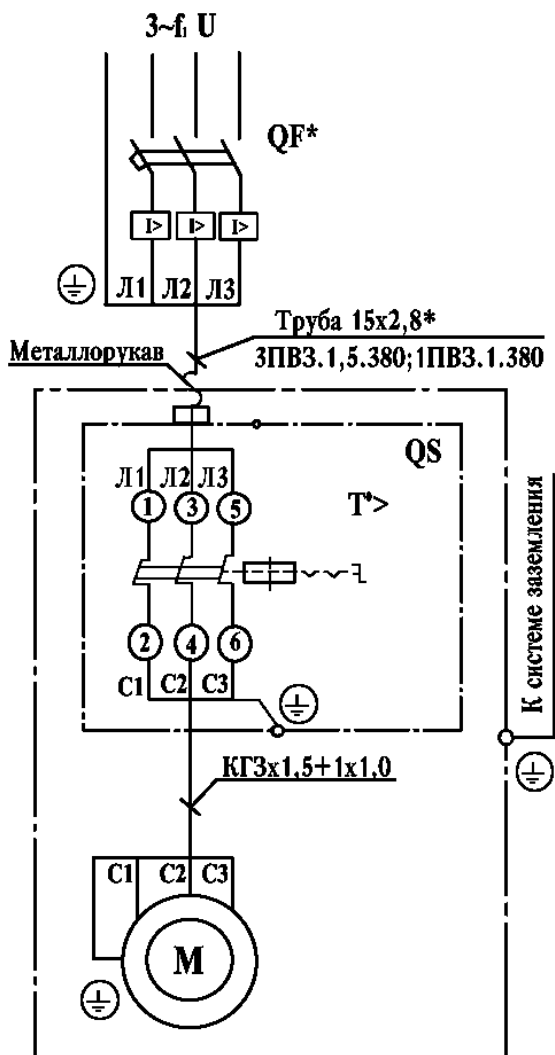 3~f₁ U
QF*
I> I> I>
Л1 Л2 Л3
Труба 15х2,8*
Металлорукав
3ПВ3.1,5.380;1ПВ3.1.380
QS
Л1 Л2 Л3
1 3 5
T°>
2 4 6
С1 С2 С3
К системе заземления
КГ3х1,5+1х1,0
С1 С2 С3
М